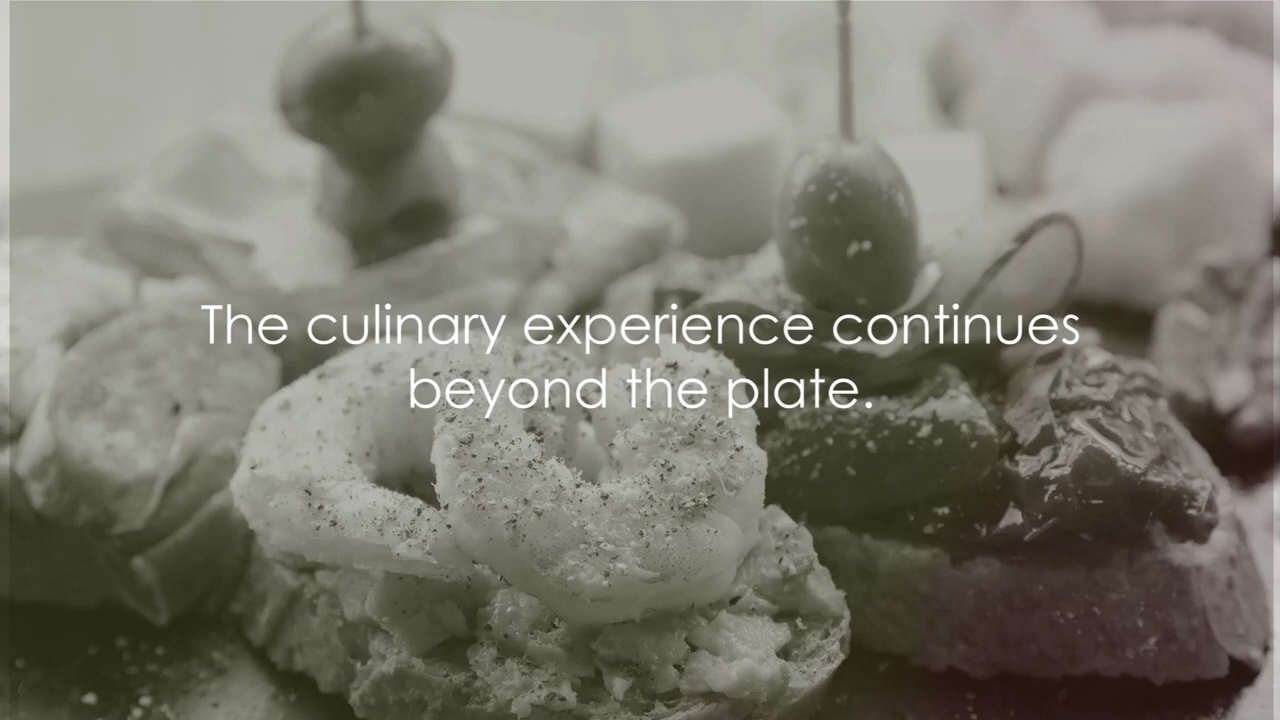 The culinary experience continues
beyond the plate.